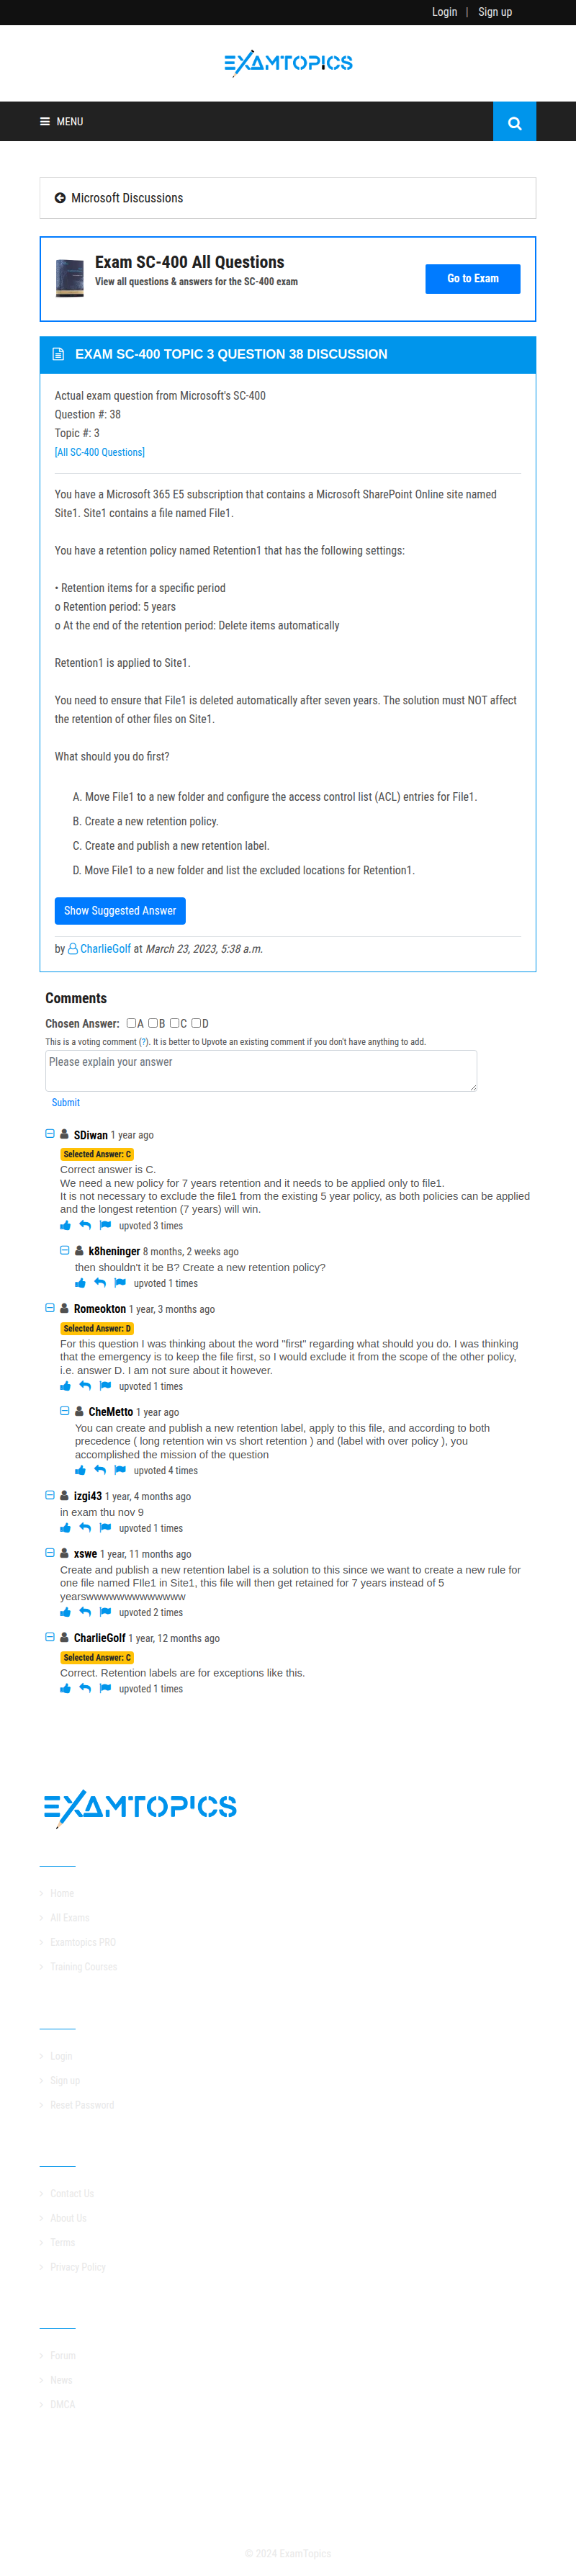 Login | Sign up
EXAMTOPICS
MENU
Microsoft Discussions
Exam SC-400 All Questions
View all questions & answers for the SC-400 exam
Go to Exam
EXAM SC-400 TOPIC 3 QUESTION 38 DISCUSSION
Actual exam question from Microsoft's SC-400
Question #: 38
Topic #: 3
[All SC-400 Questions]
You have a Microsoft 365 E5 subscription that contains a Microsoft SharePoint Online site named
Site1. Site1 contains a file named File1.
You have a retention policy named Retention1 that has the following settings:
• Retention items for a specific period
o Retention period: 5 years
o At the end of the retention period: Delete items automatically
Retention1 is applied to Site1.
You need to ensure that File1 is deleted automatically after seven years. The solution must NOT affect
the retention of other files on Site1.
What should you do first?
A. Move File1 to a new folder and configure the access control list (ACL) entries for File1.
B. Create a new retention policy.
C. Create and publish a new retention label.
D. Move File1 to a new folder and list the excluded locations for Retention1.
Show Suggested Answer
by CharlieGolf at March 23, 2023, 5:38 a.m.
Comments
Chosen Answer: A B C D
This is a voting comment (?). It is better to Upvote an existing comment if you don't have anything to add.
Please explain your answer
Submit
SDiwan 1 year ago
Selected Answer: C
Correct answer is C.
We need a new policy for 7 years retention and it needs to be applied only to file1.
It is not necessary to exclude the file1 from the existing 5 year policy, as both policies can be applied
and the longest retention (7 years) will win.
upvoted 3 times
k8heninger 8 months, 2 weeks ago
then shouldn't it be B? Create a new retention policy?
upvoted 1 times
Romeokton 1 year, 3 months ago
Selected Answer: D
For this question I was thinking about the word "first" regarding what should you do. I was thinking
that the emergency is to keep the file first, so I would exclude it from the scope of the other policy,
i.e. answer D. I am not sure about it however.
upvoted 1 times
CheMetto 1 year ago
You can create and publish a new retention label, apply to this file, and according to both
precedence ( long retention win vs short retention ) and (label with over policy ), you
accomplished the mission of the question
upvoted 4 times
izgi43 1 year, 4 months ago
in exam thu nov 9
upvoted 1 times
xswe 1 year, 11 months ago
Create and publish a new retention label is a solution to this since we want to create a new rule for
one file named FIle1 in Site1, this file will then get retained for 7 years instead of 5
yearswwwwwwwwwwwww
upvoted 2 times
CharlieGolf 1 year, 12 months ago
Selected Answer: C
Correct. Retention labels are for exceptions like this.
upvoted 1 times
EXAMTOPICS
Home
All Exams
Examtopics PRO
Training Courses
Login
Sign up
Reset Password
Contact Us
About Us
Terms
Privacy Policy
Forum
News
DMCA
© 2024 ExamTopics